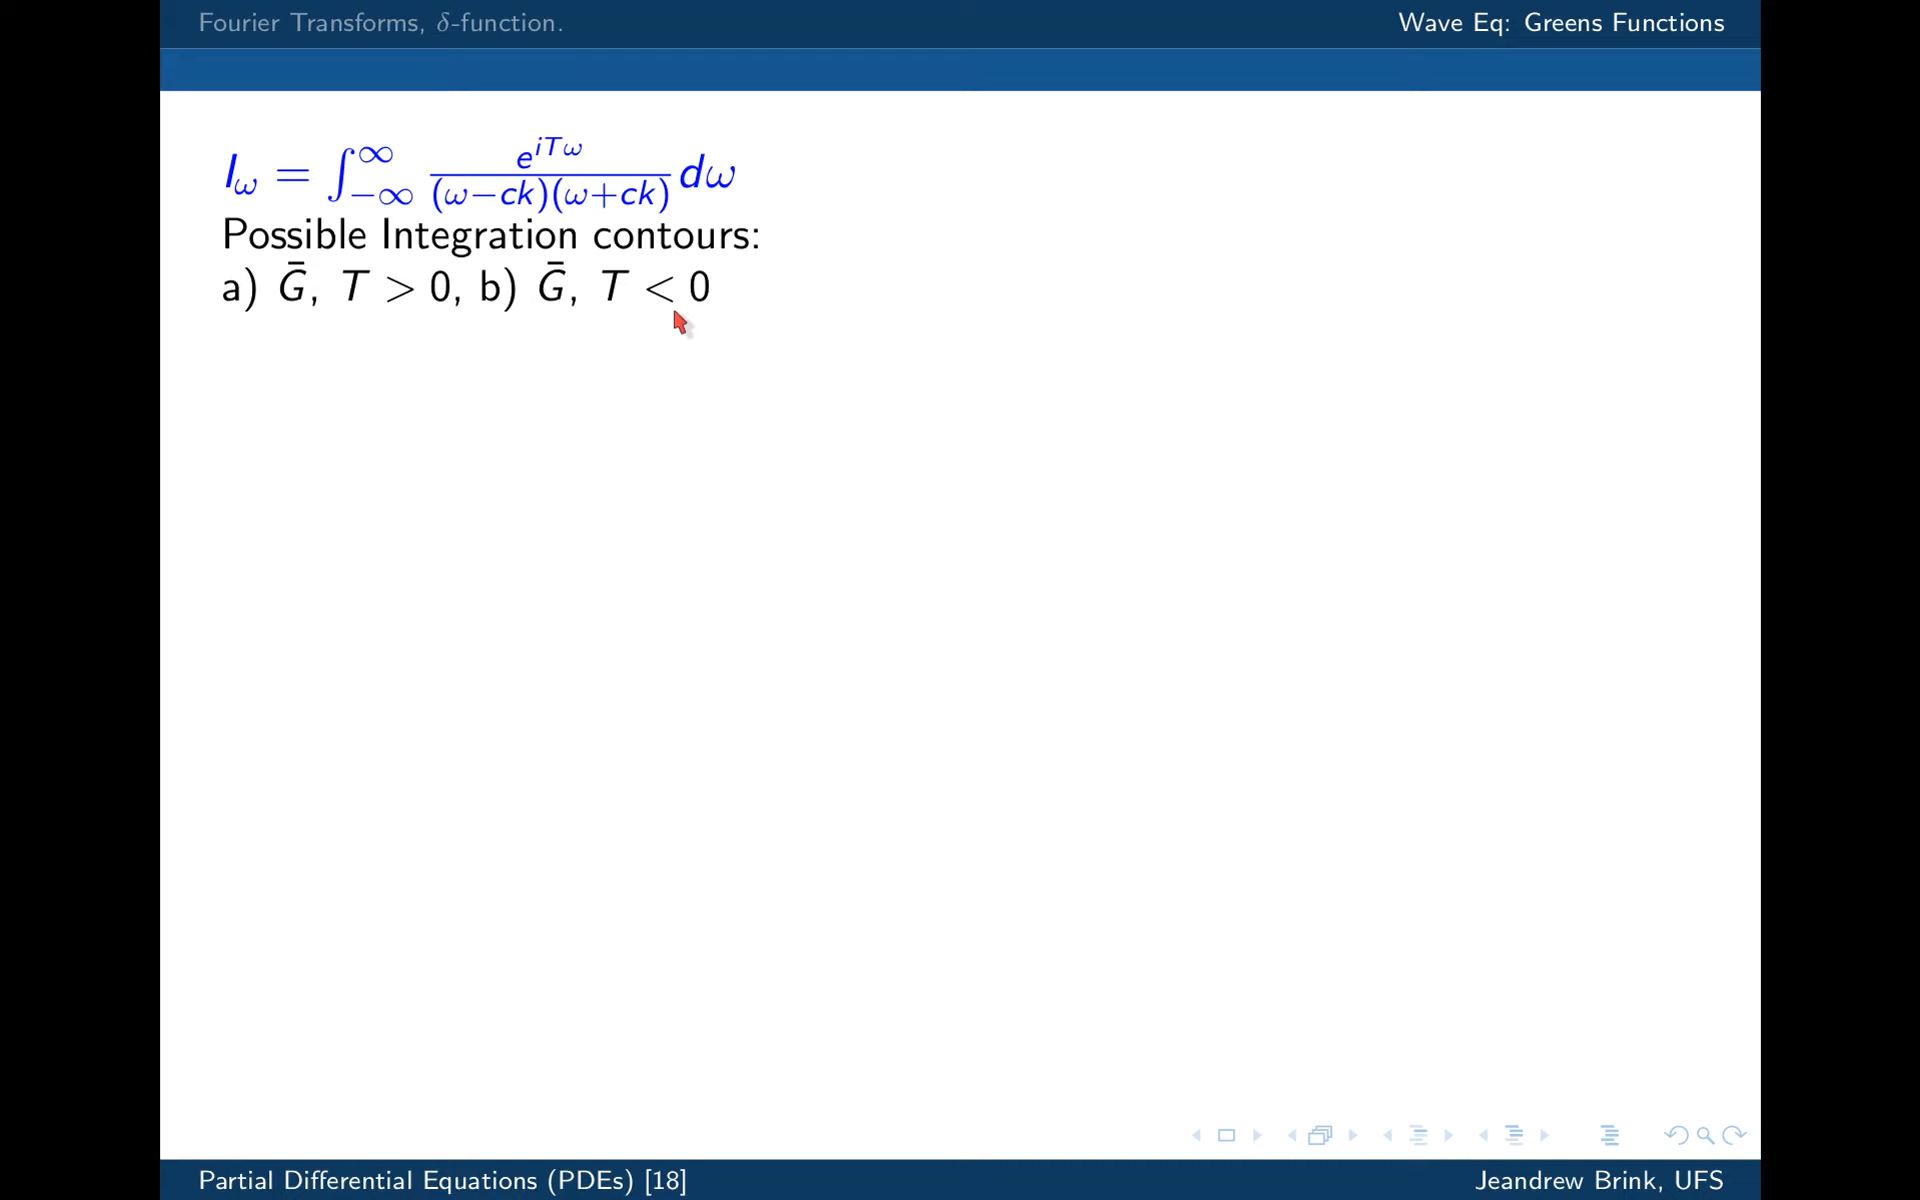 Fourier Transforms, δ-function.
Wave Eq: Greens Functions
I_ω = ∫_{−∞}^{∞} \frac{e^{iTω}}{(ω−ck)(ω+ck)} dω
Possible Integration contours:
a) Ḡ, T > 0, b) Ḡ, T < 0
Partial Differential Equations (PDEs) [18]
Jeandrew Brink, UFS